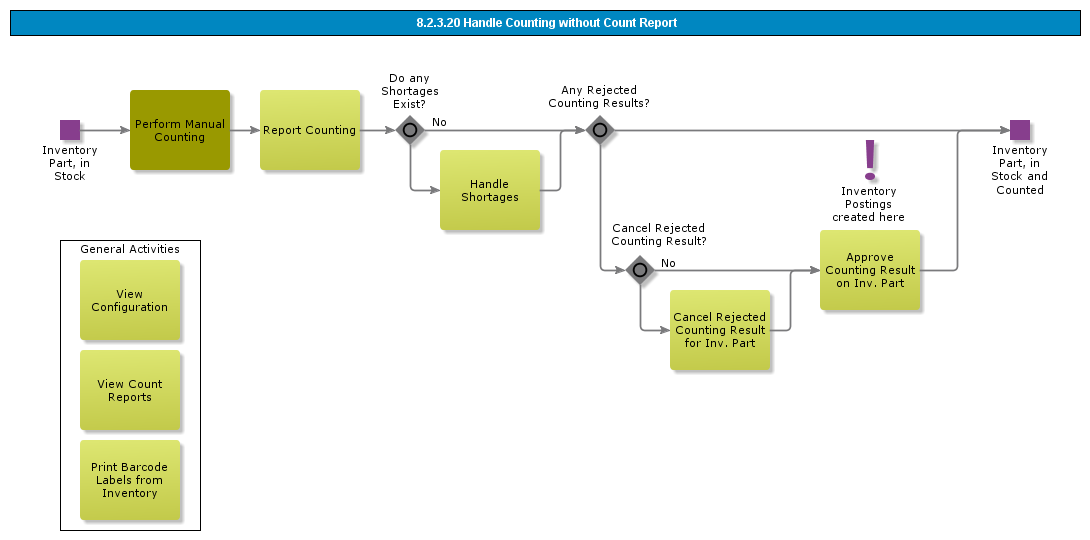 8.2.3.20 Handle Counting without Count Report
Do any
Shortages
Exist?
Any Rejected
Counting Results?
Perform Manual
Counting
Report Counting
No
Inventory
Part, in
Stock
Inventory
Part, in
Stock and
Counted
Handle
Shortages
Inventory
Postings
created here
Cancel Rejected
Counting Result?
No
Approve
Counting Result
on Inv. Part
Cancel Rejected
Counting Result
for Inv. Part
General Activities
View
Configuration
View Count
Reports
Print Barcode
Labels from
Inventory